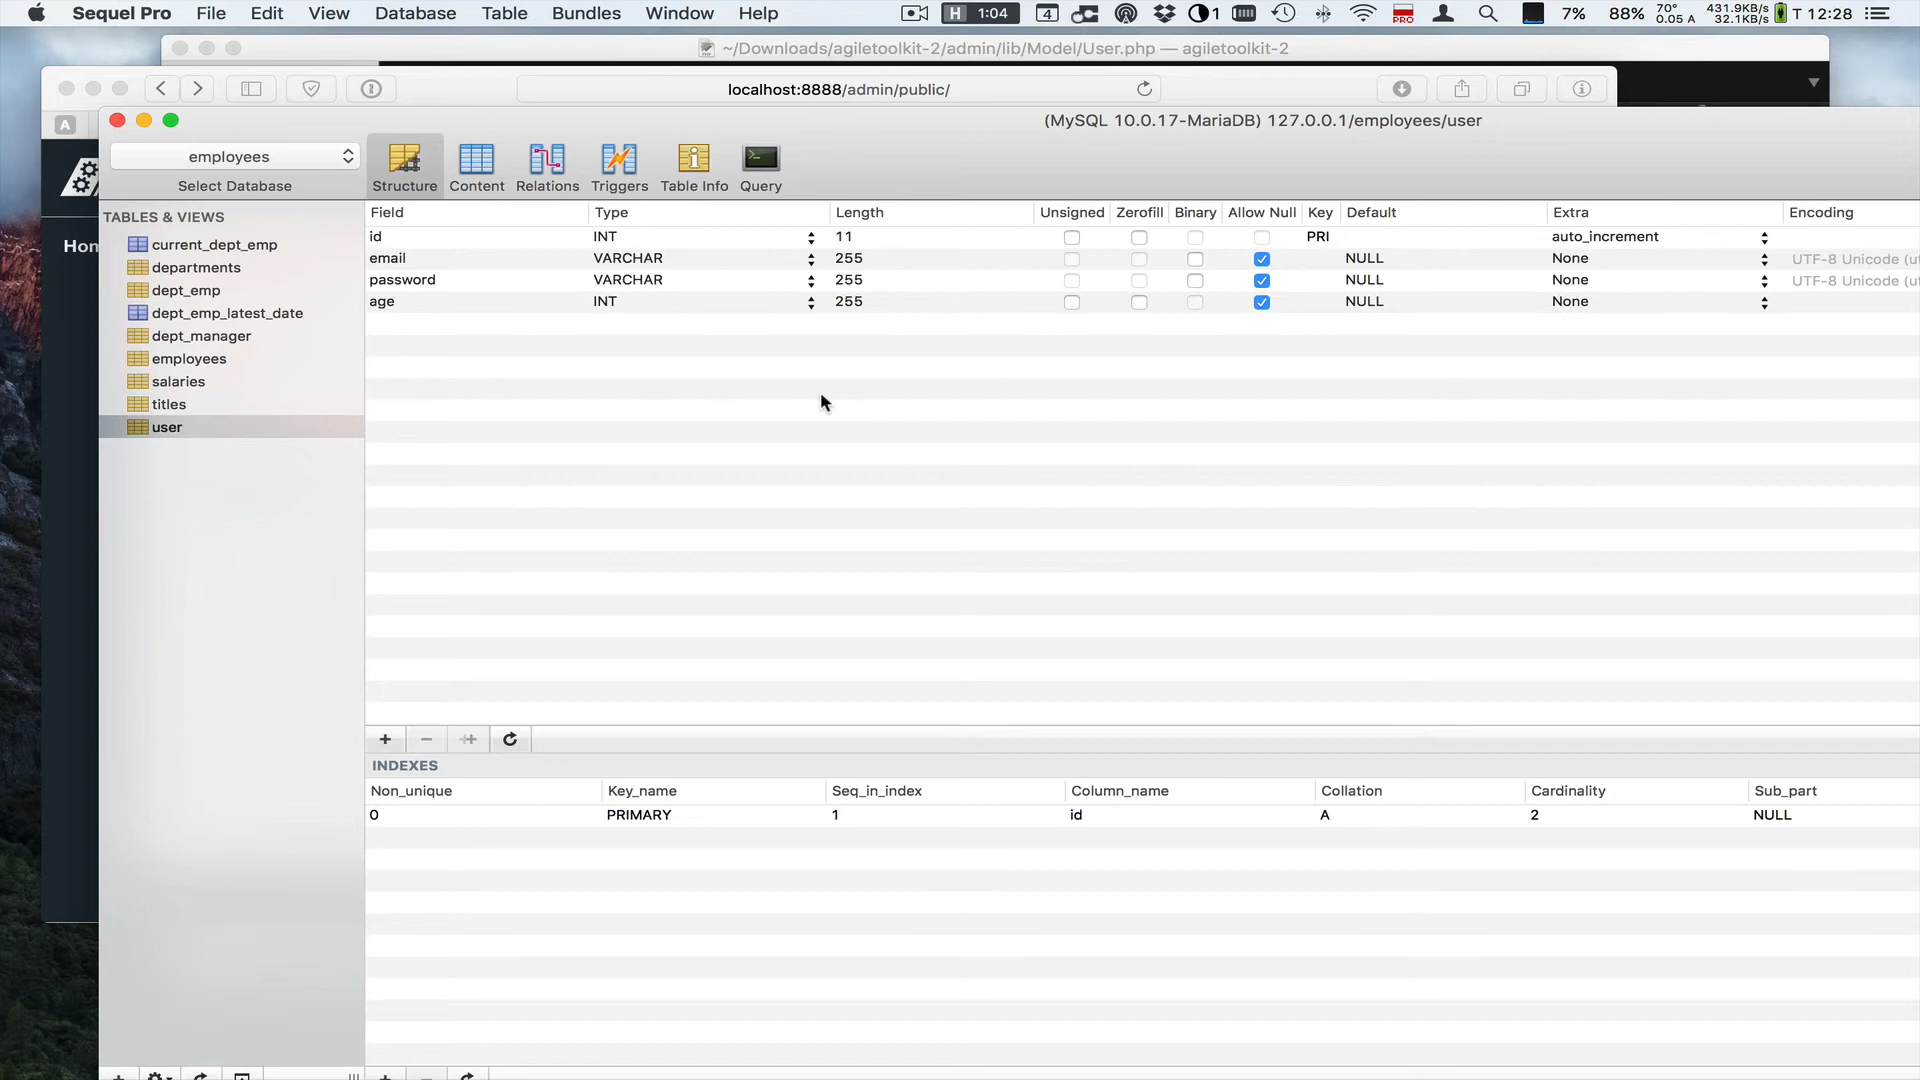 Sequel Pro File Edit View Database Table Bundles Window Help H 1:04 4 1 PRO 7% 88% 70° 0.05 A 431.9KB/s 32.1KB/s T 12:28
~/Downloads/agiletoolkit-2/admin/lib/Model/User.php — agiletoolkit-2
localhost:8888/admin/public/
A
(MySQL 10.0.17-MariaDB) 127.0.0.1/employees/user
employees
Select Database
Structure Content Relations Triggers Table Info Query
Hom
TABLES & VIEWS
current_dept_emp
departments
dept_emp
dept_emp_latest_date
dept_manager
employees
salaries
titles
user
Field Type Length Unsigned Zerofill Binary Allow Null Key Default Extra Encoding
id INT 11 PRI auto_increment
email VARCHAR 255 NULL None UTF-8 Unicode (ut
password VARCHAR 255 NULL None UTF-8 Unicode (ut
age INT 255 NULL None
INDEXES
Non_unique Key_name Seq_in_index Column_name Collation Cardinality Sub_part
0 PRIMARY 1 id A 2 NULL